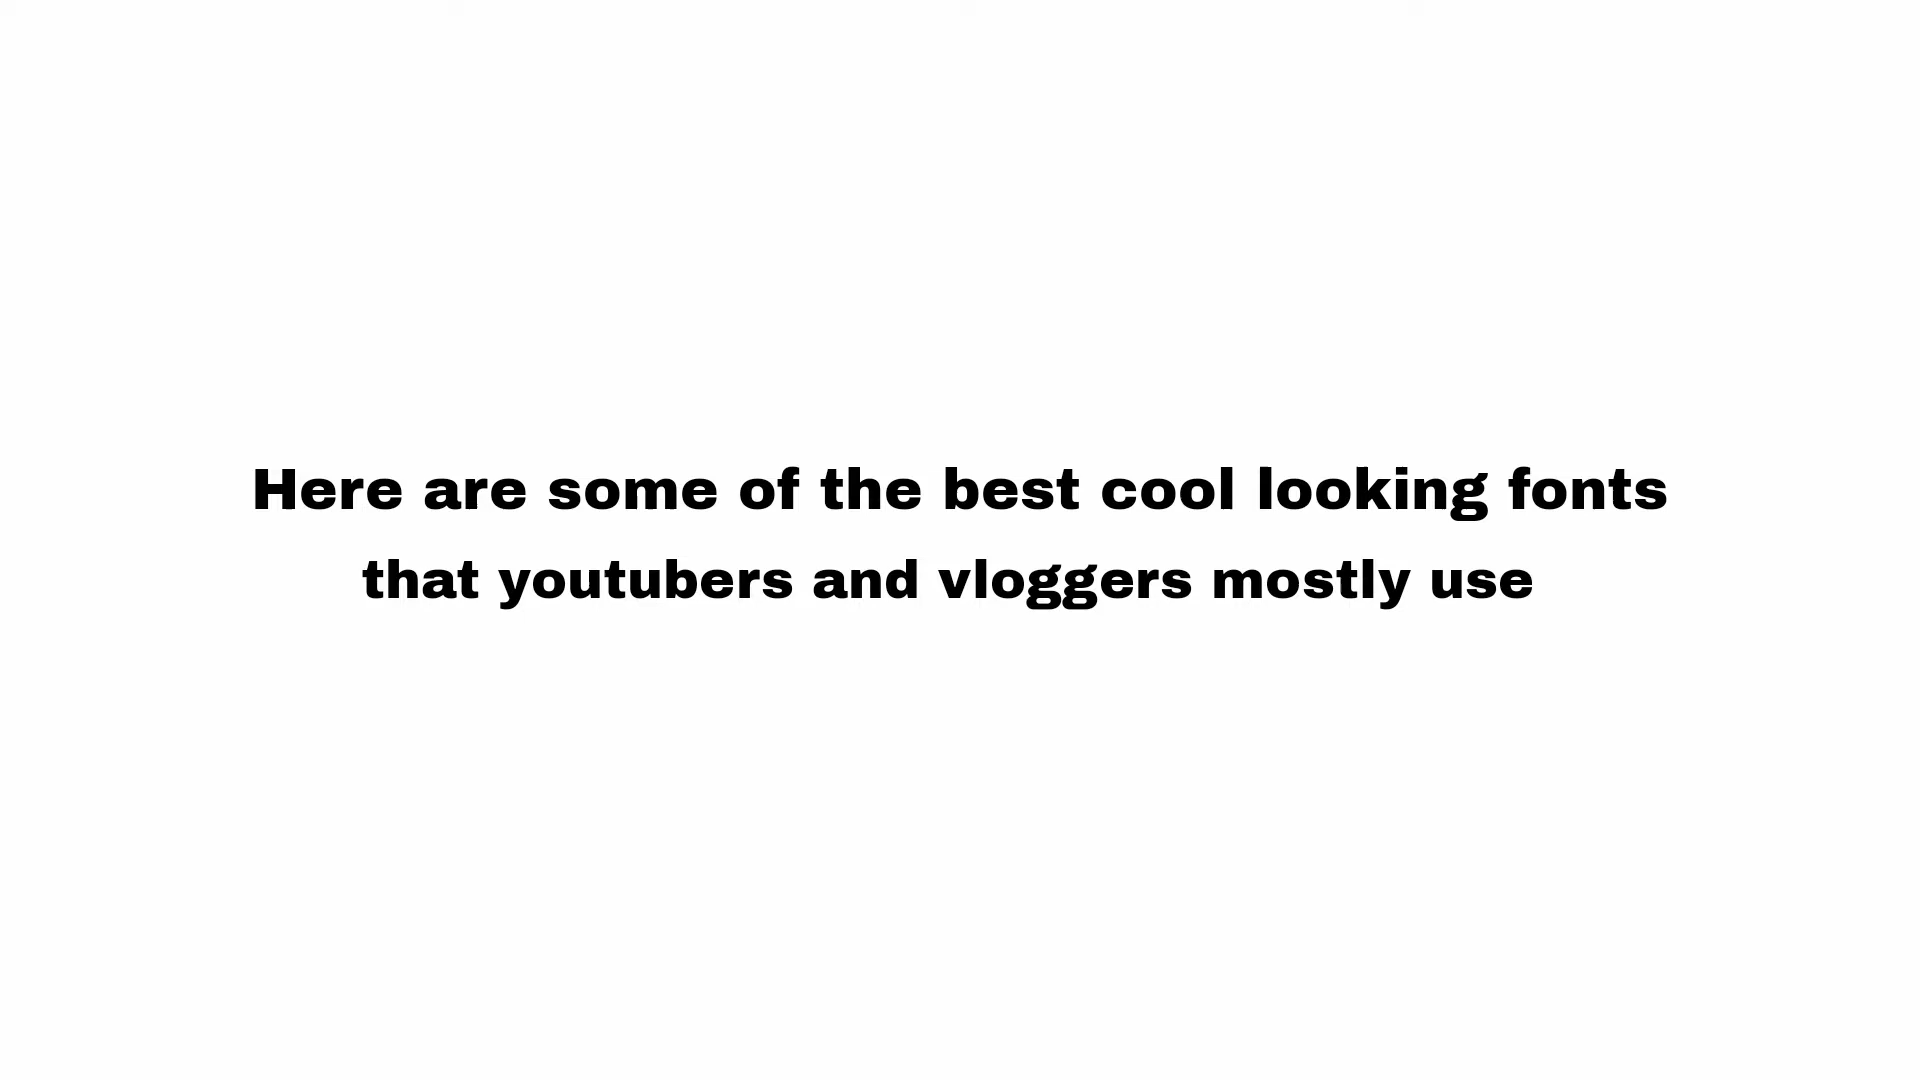 Here are some of the best cool looking fonts
that youtubers and vloggers mostly use